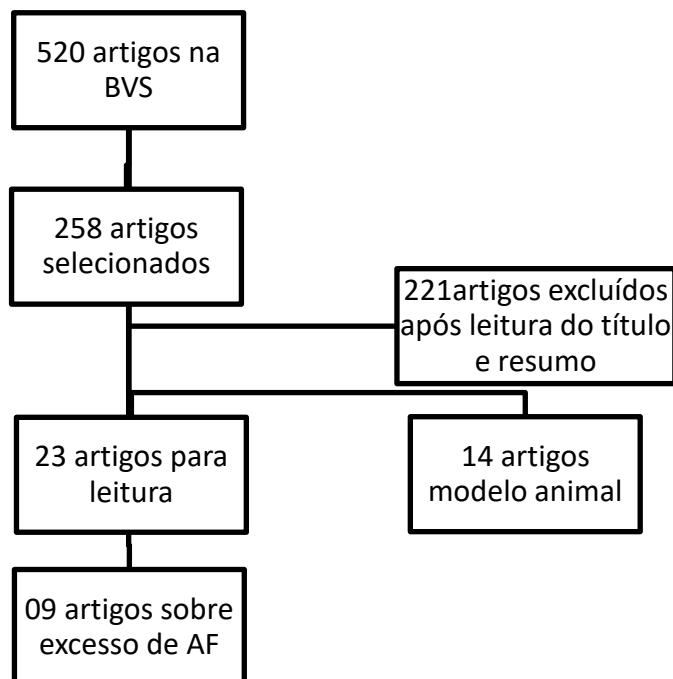 520 artigos na
BVS
258 artigos
selecionados
221artigos excluídos
após leitura do título
e resumo
23 artigos para
leitura
14 artigos
modelo animal
09 artigos sobre
excesso de AF